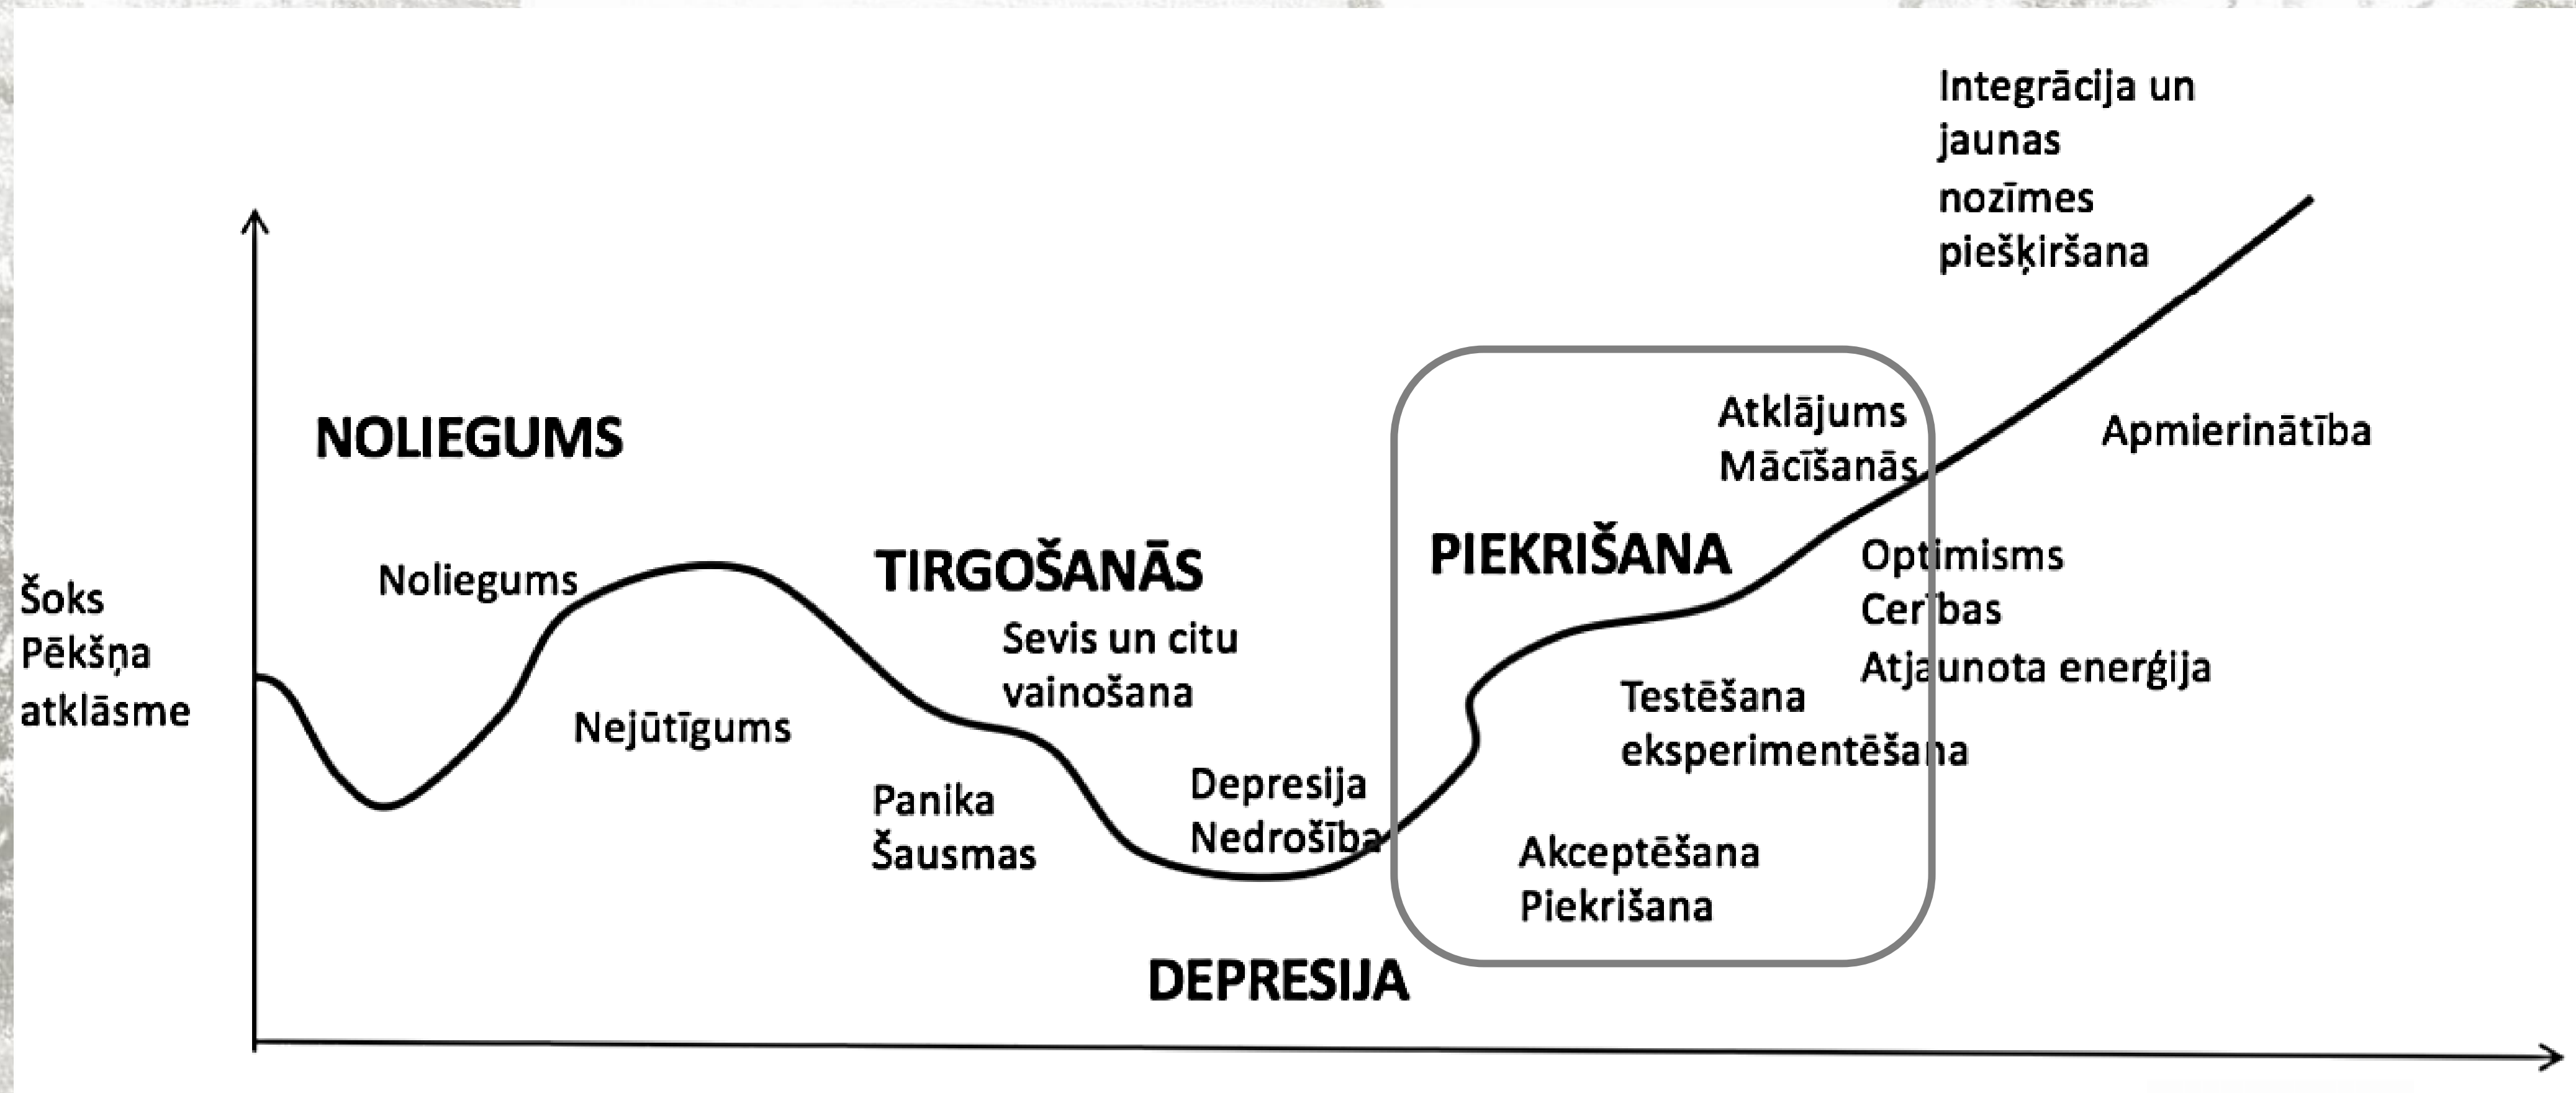 Integrācija un
jaunas
nozīmes
piešķiršana
NOLIEGUMS
Atklājums
Mācīšanās
Apmierinātība
Noliegums
TIRGOŠANĀS
PIEKRIŠANA
Optimisms
Cerības
Atjaunota enerģija
Šoks
Pēkšņa
atklāsme
Sevis un citu
vainošana
Nejūtīgums
Testēšana
eksperimentēšana
Panika
Šausmas
Depresija
Nedrošība
Akceptēšana
Piekrišana
DEPRESIJA